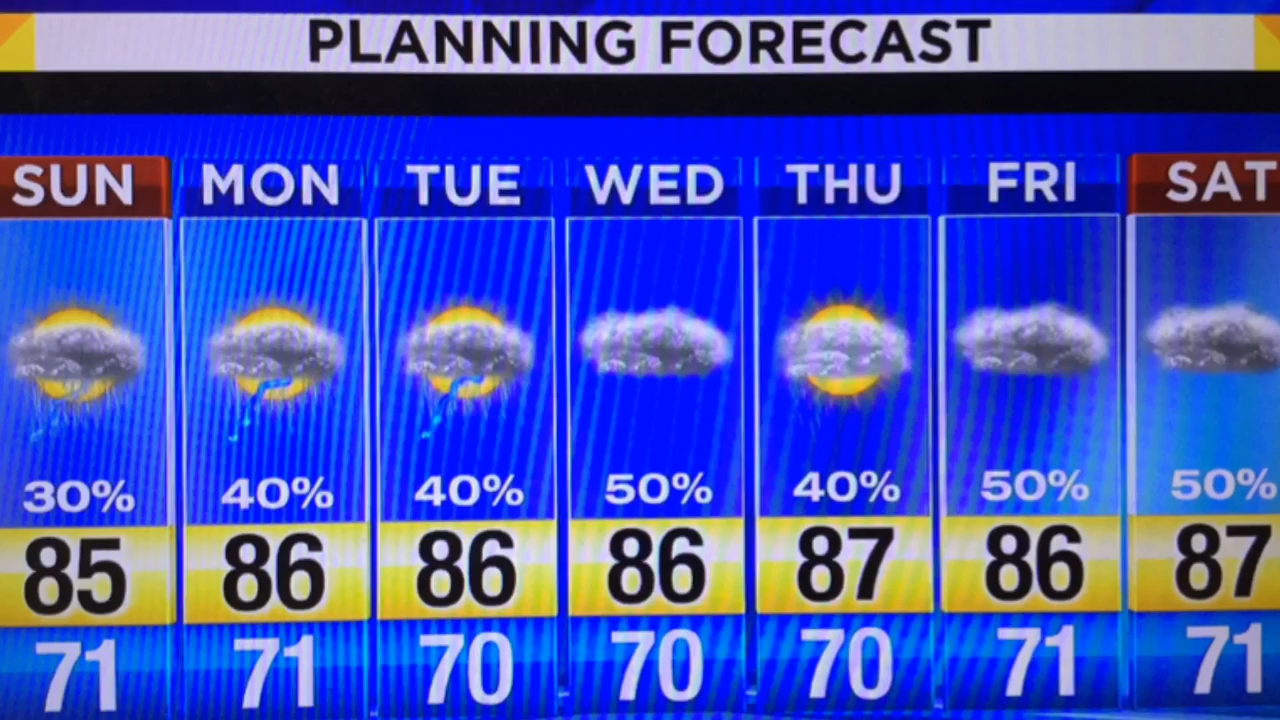 PLANNING FORECAST
SUN MON TUE WED THU FRI SAT
30% 40% 40% 50% 40% 50% 50%
85 86 86 86 87 86 87
71 71 70 70 70 71 71